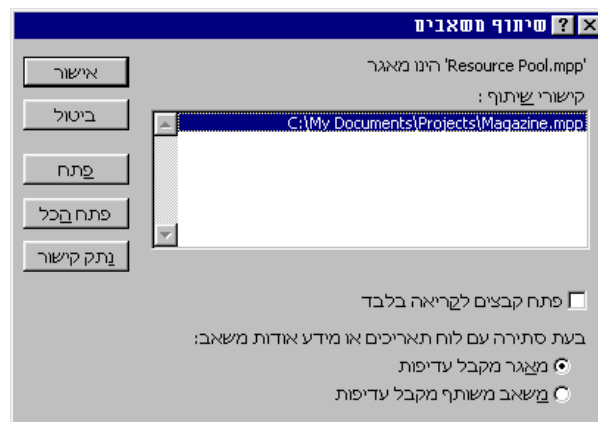 שיתוף משאבים
'Resource Pool.mpp' הינו מאגר
קישורי שיתוף :
C:\My Documents\Projects\Magazine.mpp
אישור
ביטול
פתח
פתח הכל
נתק קישור
פתח קבצים לקריאה בלבד
בעת סתירה עם לוח תאריכים או מידע אודות משאב:
מאגר מקבל עדיפות
משאב משותף מקבל עדיפות